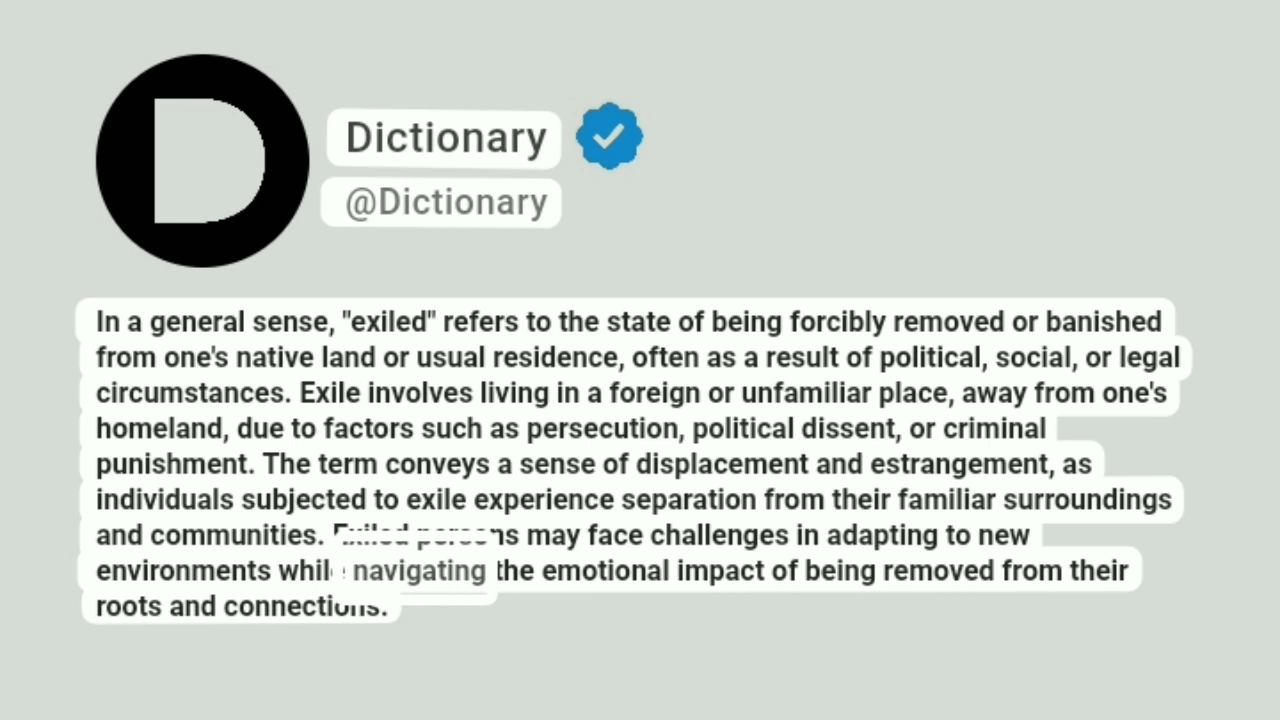 D
Dictionary
@Dictionary
In a general sense, "exiled" refers to the state of being forcibly removed or banished
from one's native land or usual residence, often as a result of political, social, or legal
circumstances. Exile involves living in a foreign or unfamiliar place, away from one's
homeland, due to factors such as persecution, political dissent, or criminal
punishment. The term conveys a sense of displacement and estrangement, as
individuals subjected to exile experience separation from their familiar surroundings
and communities. Exiled persons may face challenges in adapting to new
environments while navigating the emotional impact of being removed from their
roots and connections.